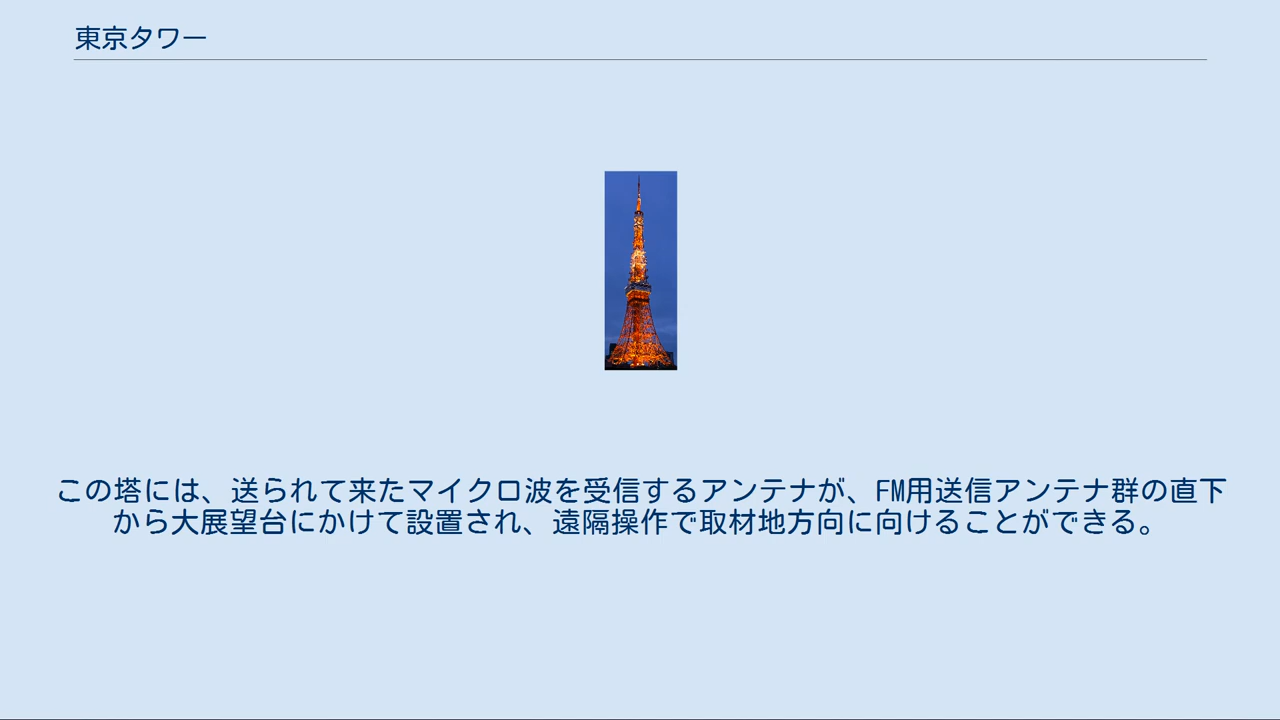 東京タワー
この塔には、送られて来たマイクロ波を受信するアンテナが、FM用送信アンテナ群の直下
から大展望台にかけて設置され、遠隔操作で取材地方向に向けることができる。